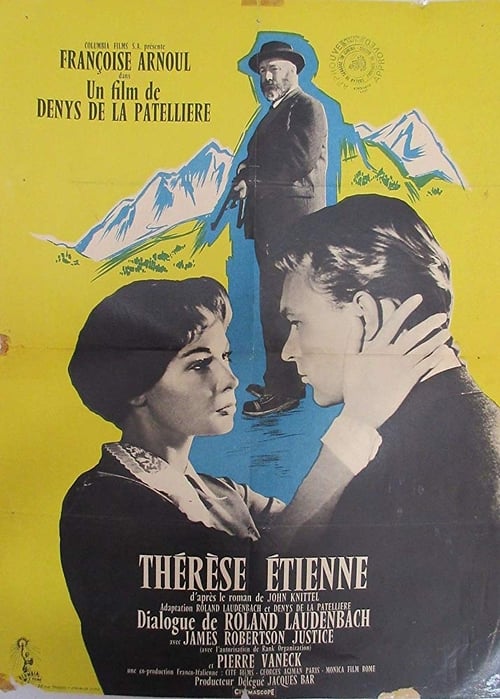 COLUMBIA FILMS S.A. présente
FRANÇOISE ARNOUL
dans
Un film de
DENYS DE LA PATELLIERE
THÉRÈSE ÉTIENNE
d'après le roman de JOHN KNITTEL
Adaptation ROLAND LAUDENBACH et DENYS DE LA PATELLIERE
Dialogue de ROLAND LAUDENBACH
avec JAMES ROBERTSON JUSTICE
(avec l'autorisation de Rank Organization)
et PIERRE VANECK
une co-production Franco-Italienne : CITÉ FILMS - GEORGES AGIMAN PARIS - MONICA FILM ROME
Producteur Délégué JACQUES BAR
CINEMASCOPE